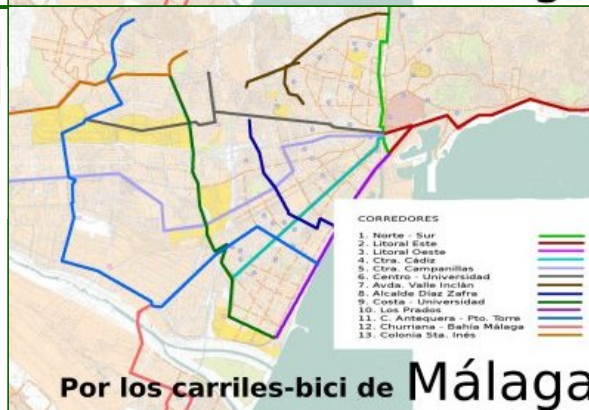 CORREDORES
1. Norte - Sur
2. Litoral Este
3. Litoral Oeste
4. Ctra. Cádiz
5. Ctra. Campanillas
6. Centro - Universidad
7. Avda. Valle Inclán
8. Alcalde Díaz Zafra
9. Costa - Universidad
10. Los Prados
11. C. Antequera - Pto. Torre
12. Churriana - Bahía Málaga
13. Colonia Sta. Inés
Por los carriles-bici de Málaga